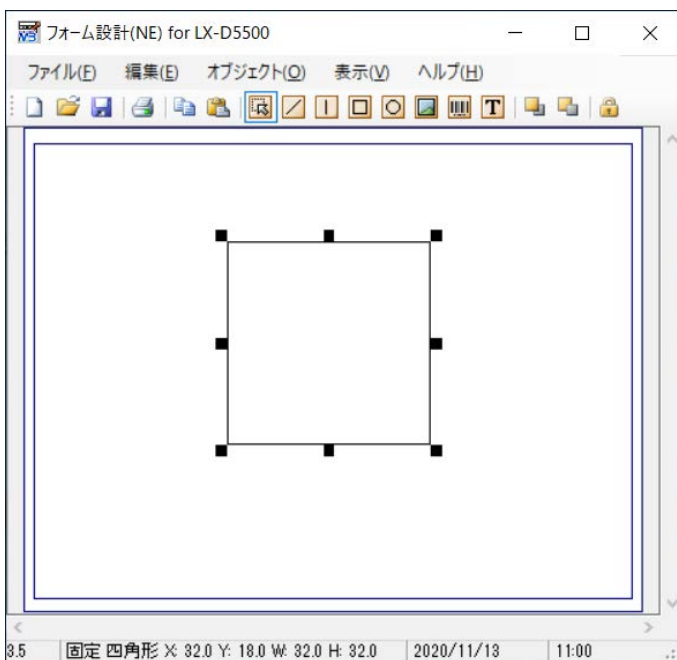 フォーム設計(NE) for LX-D5500
ファイル(F) 編集(E) オブジェクト(O) 表示(V) ヘルプ(H)
T
3.5 固定 四角形 X: 32.0 Y: 18.0 W: 32.0 H: 32.0 2020/11/13 11:00